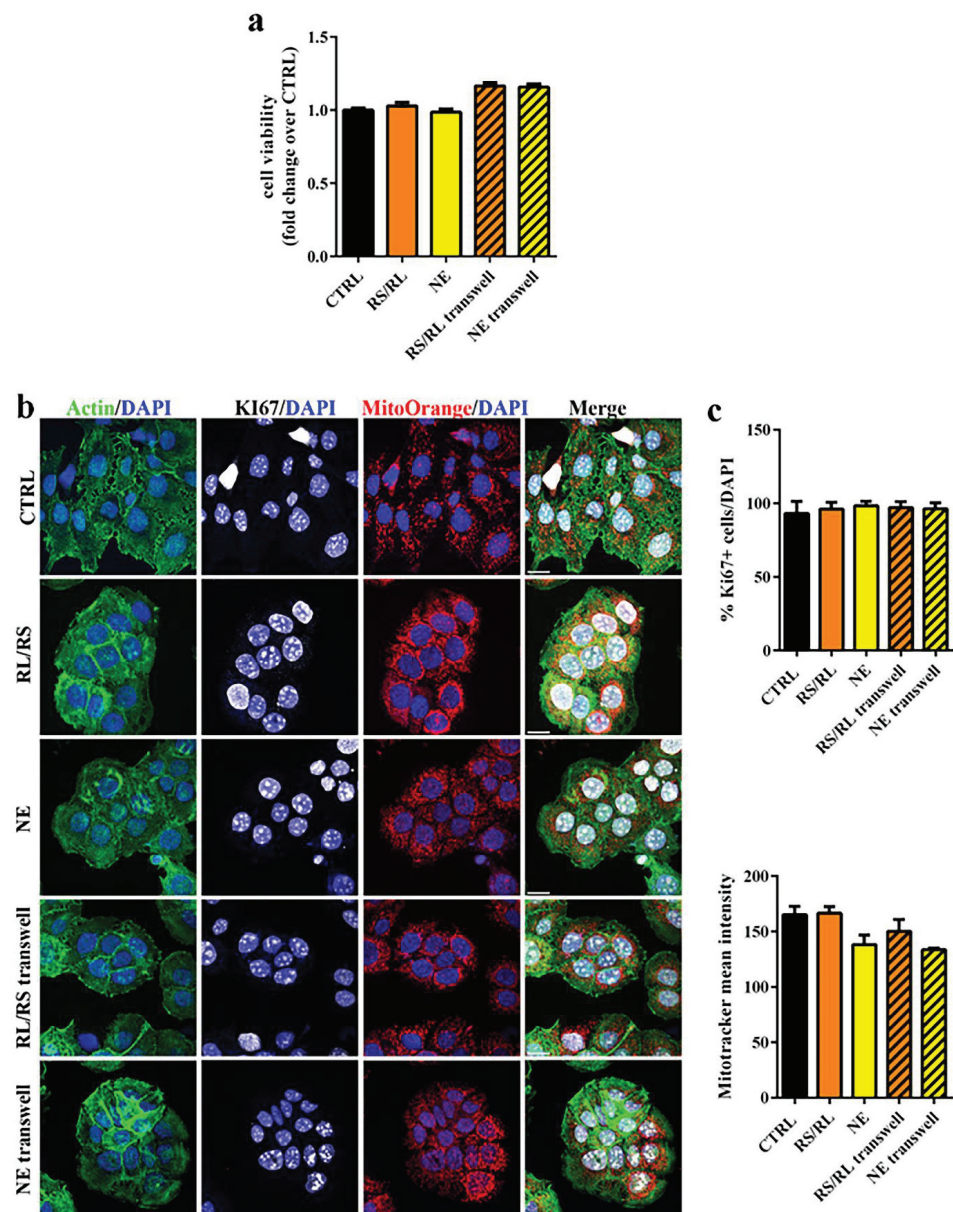 a
cell viability
(fold change over CTRL)
1.5
1.0
0.5
0.0
CTRL
RS/RL
NE
RS/RL transwell
NE transwell
b
Actin/DAPI
KI67/DAPI
MitoOrange/DAPI
Merge
CTRL
RL/RS
NE
RL/RS transwell
NE transwell
c
% Ki67+ cells/DAPI
150
100
50
0
CTRL
RS/RL
NE
RS/RL transwell
NE transwell
Mitotracker mean intensity
200
150
100
50
0
CTRL
RS/RL
NE
RS/RL transwell
NE transwell